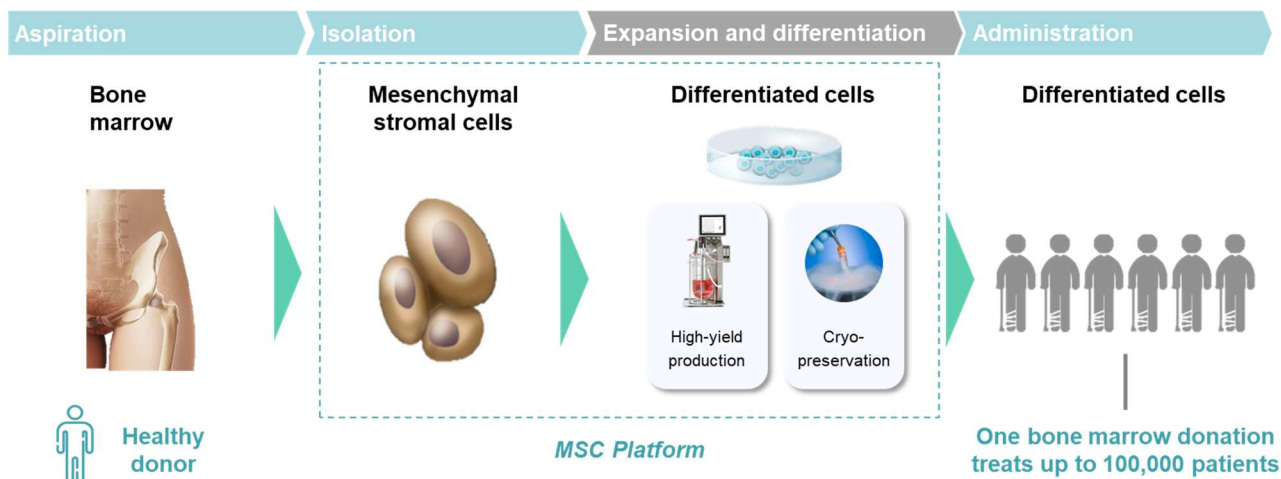 Aspiration
Isolation
Expansion and differentiation
Administration
Bone
marrow
Mesenchymal
stromal cells
Differentiated cells
Differentiated cells
High-yield
production
Cryo-
preservation
Healthy
donor
MSC Platform
One bone marrow donation
treats up to 100,000 patients